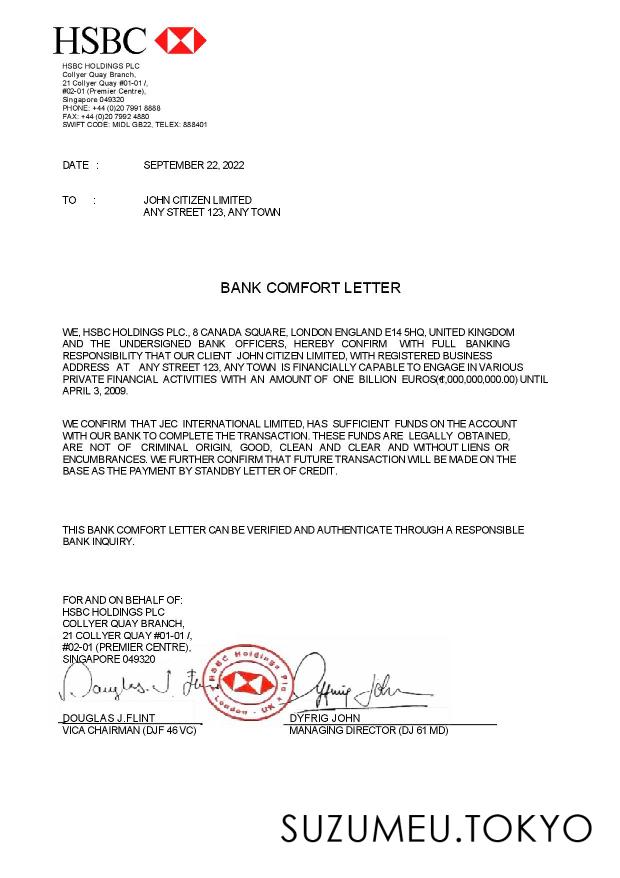 HSBC
HSBC HOLDINGS PLC
Collyer Quay Branch,
21 Collyer Quay #01-01 /,
#02-01 (Premier Centre),
Singapore 049320
PHONE: +44 (0)20 7991 8888
FAX: +44 (0)20 7992 4880
SWIFT CODE: MIDL GB22, TELEX: 888401
DATE : SEPTEMBER 22, 2022
TO : JOHN CITIZEN LIMITED
ANY STREET 123, ANY TOWN
BANK COMFORT LETTER
WE, HSBC HOLDINGS PLC., 8 CANADA SQUARE, LONDON ENGLAND E14 5HQ, UNITED KINGDOM
AND THE UNDERSIGNED BANK OFFICERS, HEREBY CONFIRM WITH FULL BANKING
RESPONSIBILITY THAT OUR CLIENT JOHN CITIZEN LIMITED, WITH REGISTERED BUSINESS
ADDRESS AT ANY STREET 123, ANY TOWN IS FINANCIALLY CAPABLE TO ENGAGE IN VARIOUS
PRIVATE FINANCIAL ACTIVITIES WITH AN AMOUNT OF ONE BILLION EUROS(€1,000,000,000.00) UNTIL
APRIL 3, 2009.
WE CONFIRM THAT JEC INTERNATIONAL LIMITED, HAS SUFFICIENT FUNDS ON THE ACCOUNT
WITH OUR BANK TO COMPLETE THE TRANSACTION. THESE FUNDS ARE LEGALLY OBTAINED,
ARE NOT OF CRIMINAL ORIGIN, GOOD, CLEAN AND CLEAR AND WITHOUT LIENS OR
ENCUMBRANCES. WE FURTHER CONFIRM THAT FUTURE TRANSACTION WILL BE MADE ON THE
BASE AS THE PAYMENT BY STANDBY LETTER OF CREDIT.
THIS BANK COMFORT LETTER CAN BE VERIFIED AND AUTHENTICATE THROUGH A RESPONSIBLE
BANK INQUIRY.
FOR AND ON BEHALF OF:
HSBC HOLDINGS PLC
COLLYER QUAY BRANCH,
21 COLLYER QUAY #01-01 /,
#02-01 (PREMIER CENTRE),
SINGAPORE 049320
Douglas J. Flint
HSBC Holdings Plc
London - UK
Dyfrig John
DOUGLAS J.FLINT
VICA CHAIRMAN (DJF 46 VC)
DYFRIG JOHN
MANAGING DIRECTOR (DJ 61 MD)
SUZUMEU.TOKYO